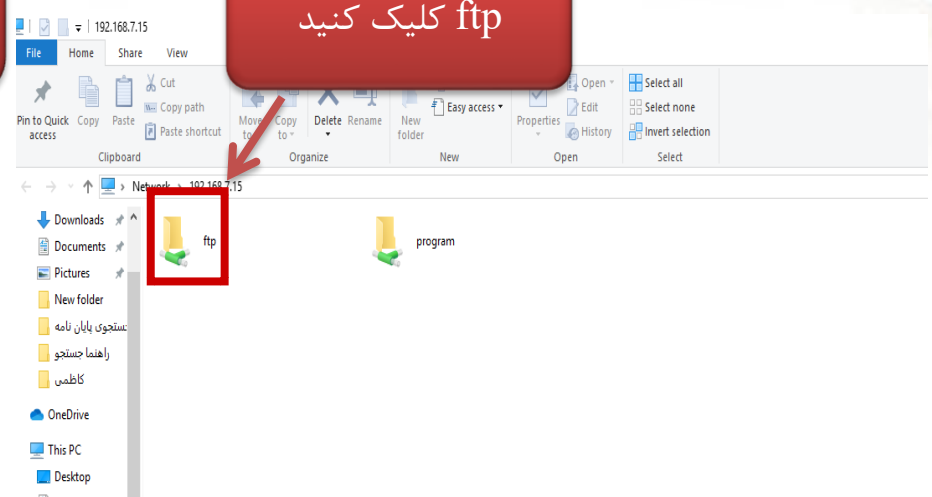 ftp کلیک کنید
192.168.7.15
File Home Share View
Pin to Quick access
Copy
Paste
Cut
Copy path
Paste shortcut
Move to
Copy to
Delete
Rename
New folder
Easy access
Properties
Open
Edit
History
Select all
Select none
Invert selection
Clipboard Organize New Open Select
Network > 192.168.7.15
Downloads
Documents
Pictures
New folder
پایان نامه
راهنما جستجو
کاظمی
OneDrive
This PC
Desktop
ftp
program